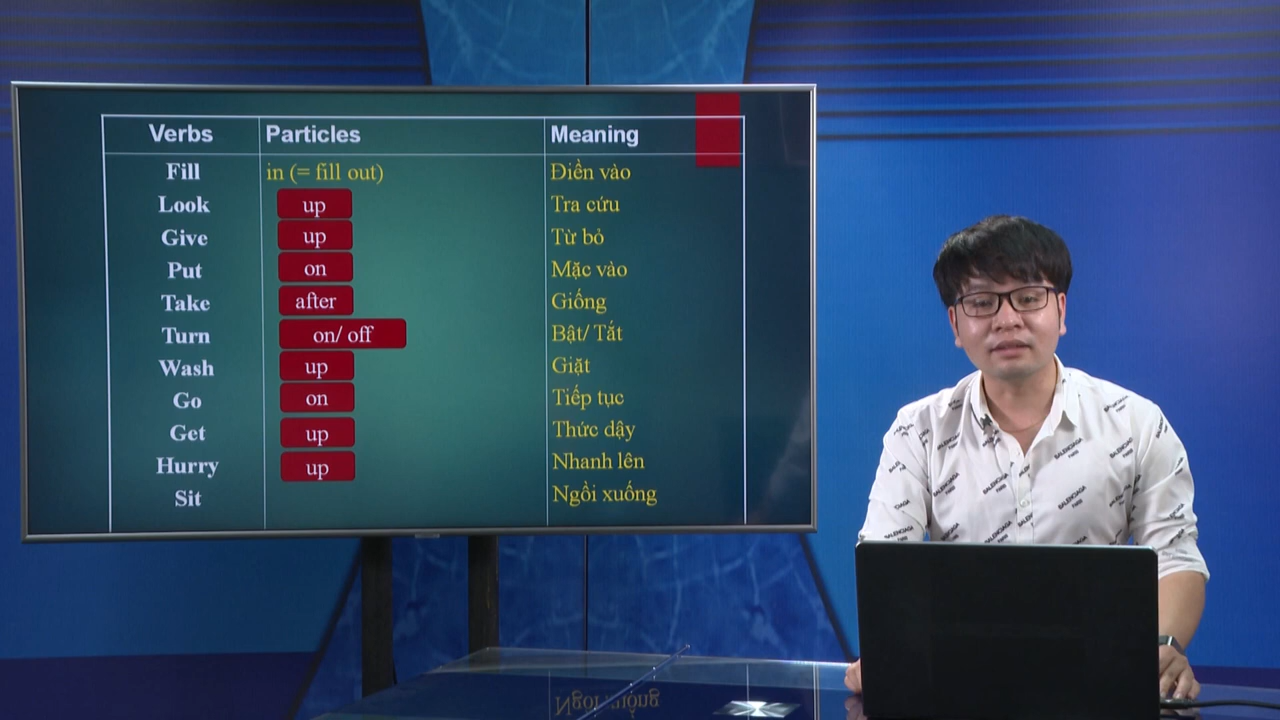 Verbs Particles Meaning
Fill in (= fill out) Điền vào
Look up Tra cứu
Give up Từ bỏ
Put on Mặc vào
Take after Giống
Turn on/ off Bật/ Tắt
Wash up Giặt
Go on Tiếp tục
Get up Thức dậy
Hurry up Nhanh lên
Sit Ngồi xuống
BALENCIAGA
PARIS